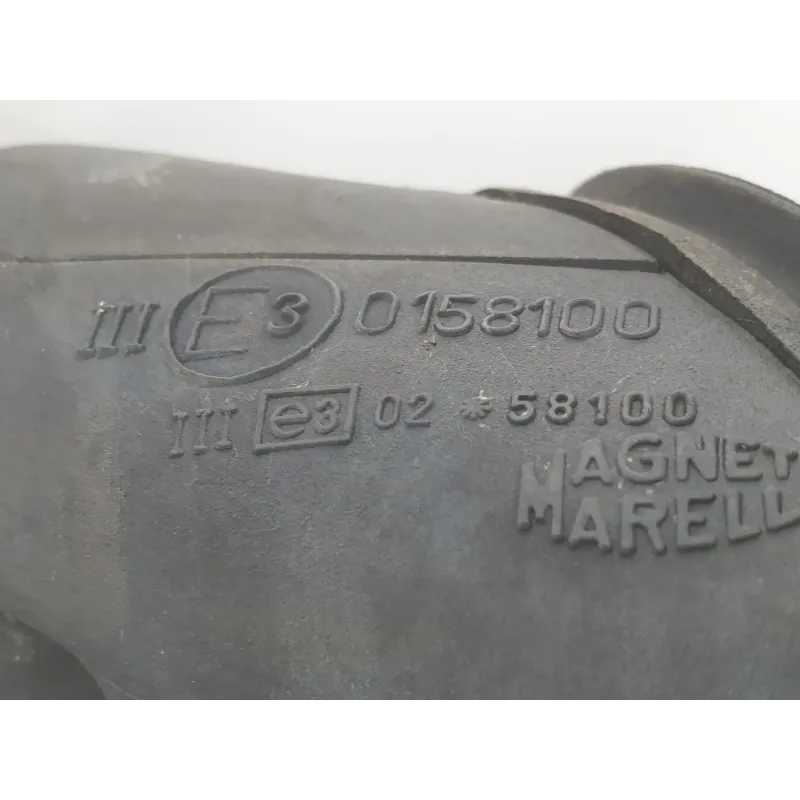 III E3 0158100
III e3 02 * 58100
MAGNET
MARELL